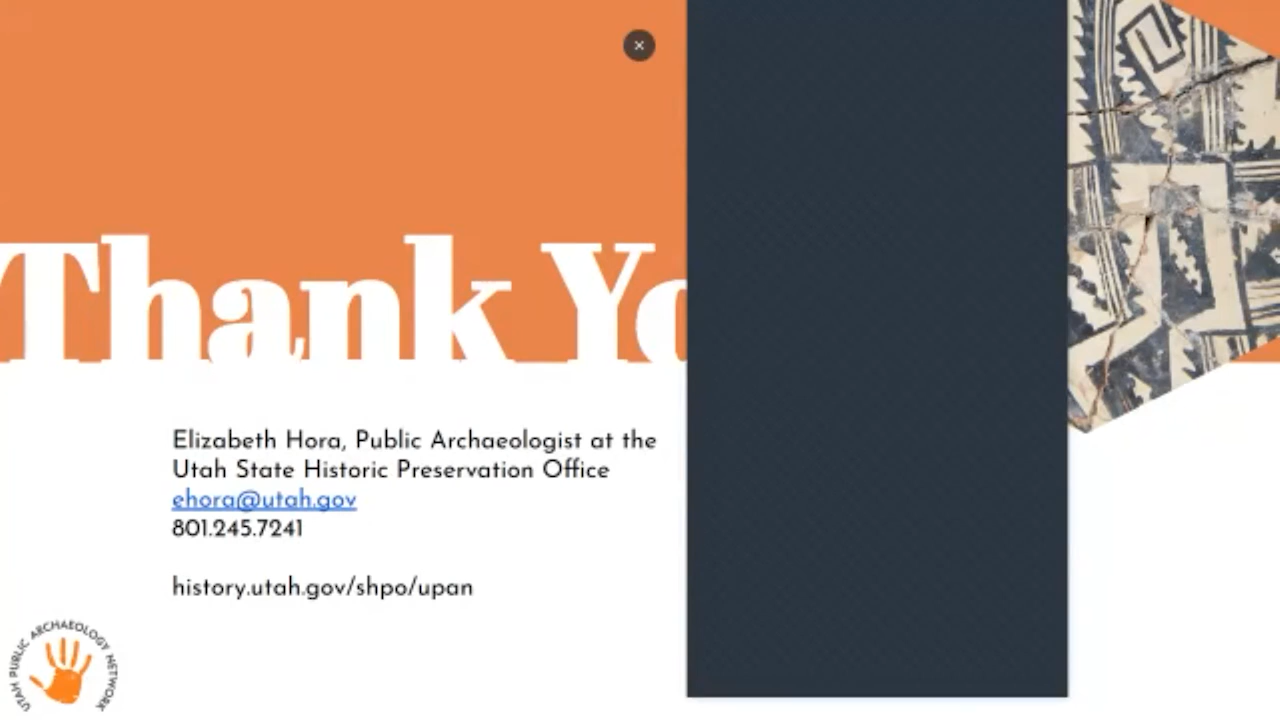 Thank Yo
Elizabeth Hora, Public Archaeologist at the
Utah State Historic Preservation Office
ehora@utah.gov
801.245.7241
history.utah.gov/shpo/upan
UTAH PUBLIC ARCHAEOLOGY NETWORK